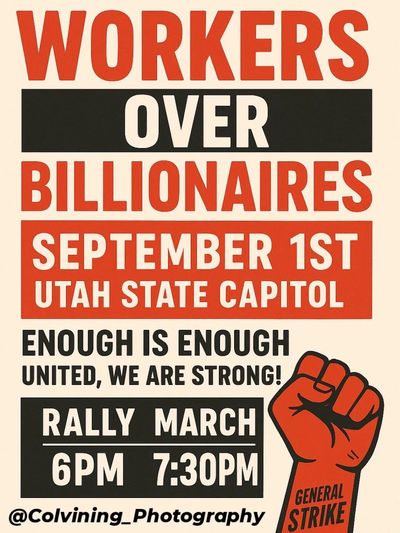 WORKERS
OVER
BILLIONAIRES
SEPTEMBER 1ST
UTAH STATE CAPITOL
ENOUGH IS ENOUGH
UNITED, WE ARE STRONG!
RALLY MARCH
6PM 7:30PM
GENERAL
STRIKE
@Colvining_Photography